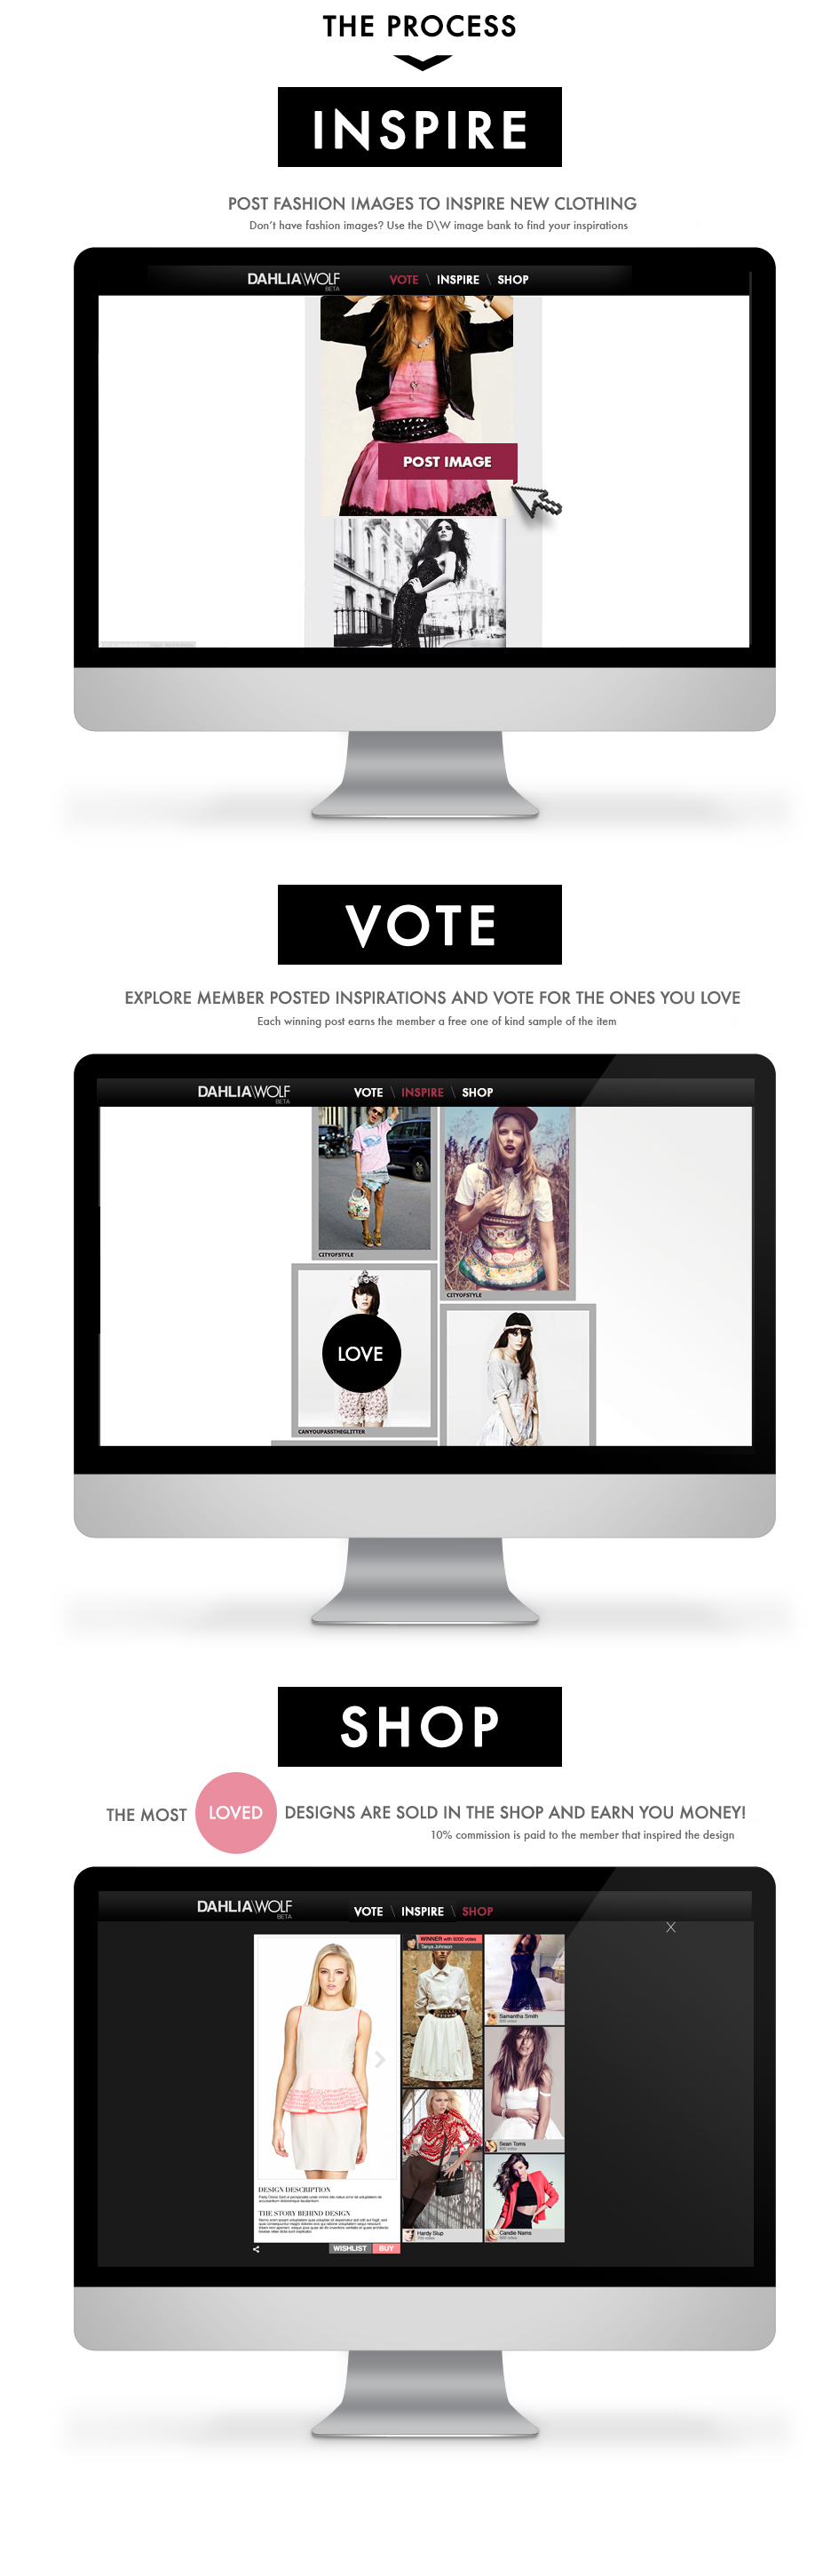 THE PROCESS
INSPIRE
POST FASHION IMAGES TO INSPIRE NEW CLOTHING
Don't have fashion images? Use the D\W image bank to find your inspirations
DAHLIA\WOLF
BETA
VOTE \ INSPIRE \ SHOP
POST IMAGE
VOTE
EXPLORE MEMBER POSTED INSPIRATIONS AND VOTE FOR THE ONES YOU LOVE
Each winning post earns the member a free one of kind sample of the item
DAHLIA\WOLF
BETA
VOTE \ INSPIRE \ SHOP
CITYOFSTYLE
CITYOFSTYLE
LOVE
CANYOUPASSTHEGLITTER
SHOP
THE MOST LOVED DESIGNS ARE SOLD IN THE SHOP AND EARN YOU MONEY!
10% commission is paid to the member that inspired the design
DAHLIA\WOLF
BETA
VOTE \ INSPIRE \ SHOP
X
WINNER with 6000 votes
Tanya Johnson
Samantha Smith
Sean Toms
DESIGN DESCRIPTION
THE STORY BEHIND DESIGN
Hardy Slup
Candie Nams
WISHLIST BUY